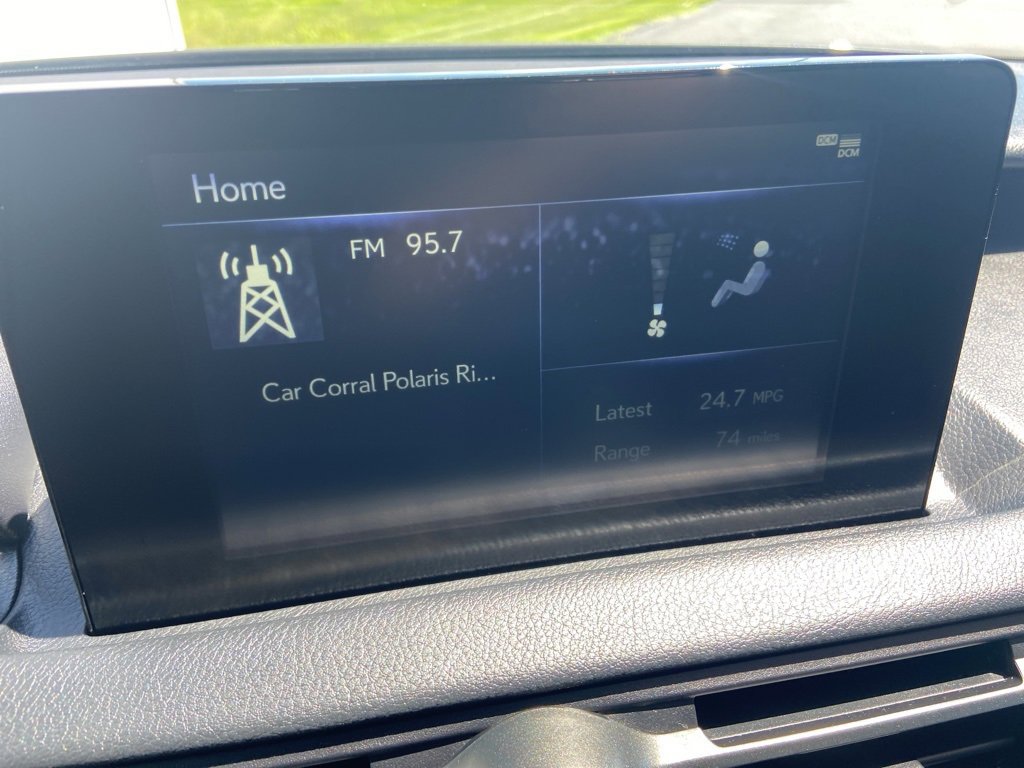 DCM
DCM
Home
FM 95.7
Car Corral Polaris Ri...
Latest 24.7 MPG
Range 74 miles